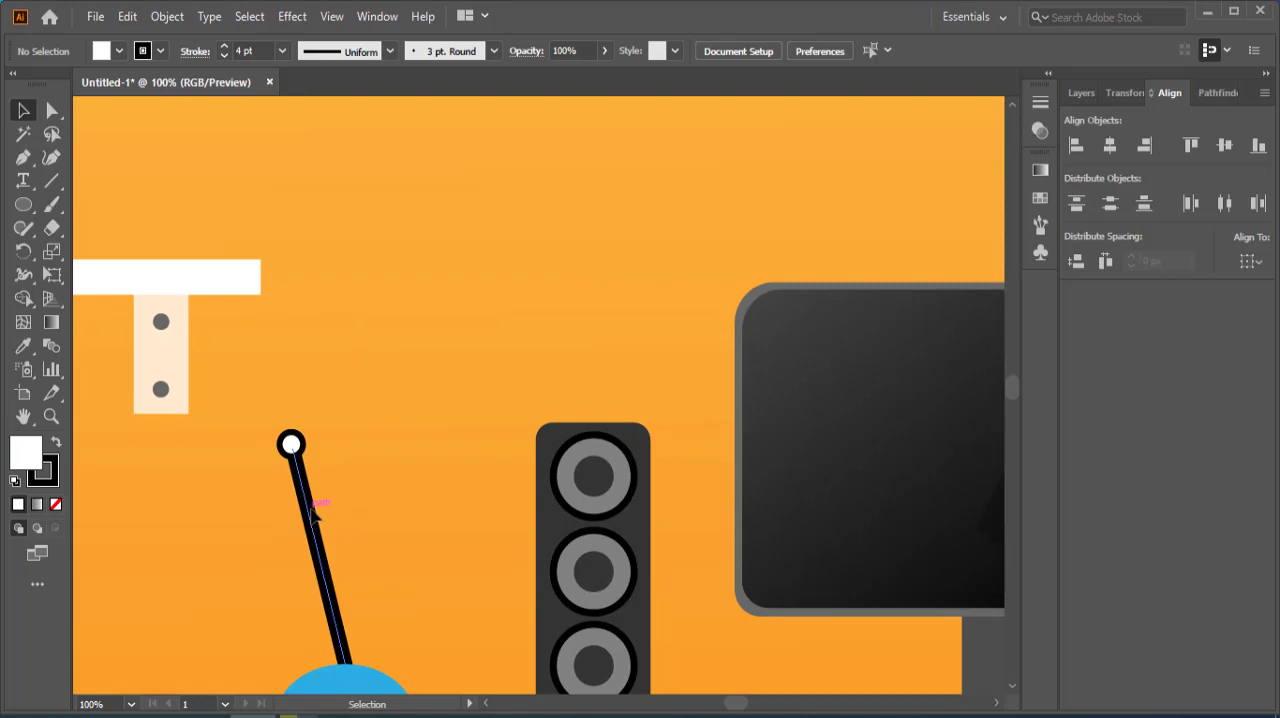 Ai File Edit Object Type Select Effect View Window Help Essentials Search Adobe Stock
No Selection Stroke: 4 pt Uniform 3 pt. Round Opacity: 100% Style: Document Setup Preferences
Untitled-1* @ 100% (RGB/Preview)
Layers Transforn Align Pathfinde
Align Objects:
Distribute Objects:
Distribute Spacing: Align To:
0 px
path
100% 1 Selection